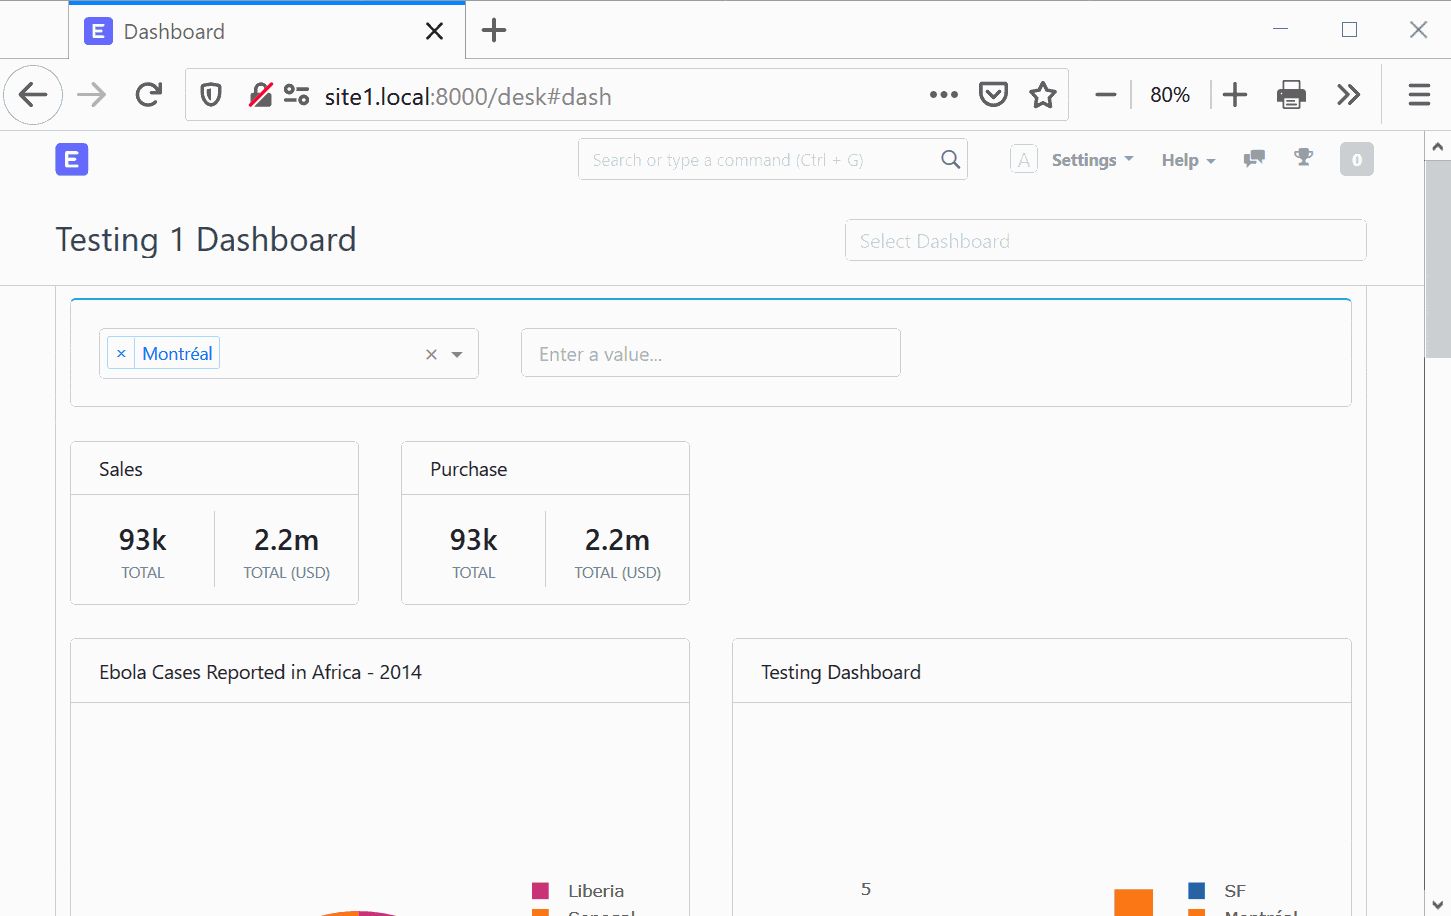 E Dashboard
site1.local:8000/desk#dash
80%
E
Search or type a command (Ctrl + G)
A
Settings
Help
0
Testing 1 Dashboard
Select Dashboard
× Montréal
Enter a value...
Sales
93k
TOTAL
2.2m
TOTAL (USD)
Purchase
93k
TOTAL
2.2m
TOTAL (USD)
Ebola Cases Reported in Africa - 2014
Liberia
Senegal
Testing Dashboard
5
SF
Montréal